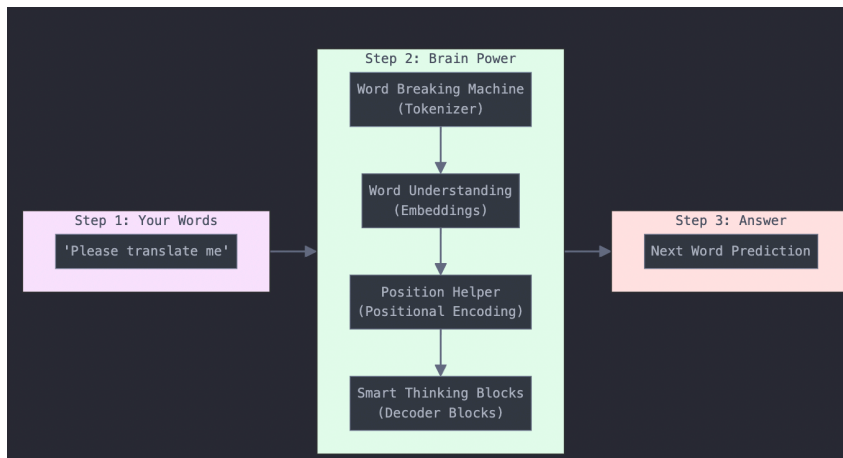 Step 1: Your Words
'Please translate me'
Step 2: Brain Power
Word Breaking Machine
(Tokenizer)
Word Understanding
(Embeddings)
Position Helper
(Positional Encoding)
Smart Thinking Blocks
(Decoder Blocks)
Step 3: Answer
Next Word Prediction